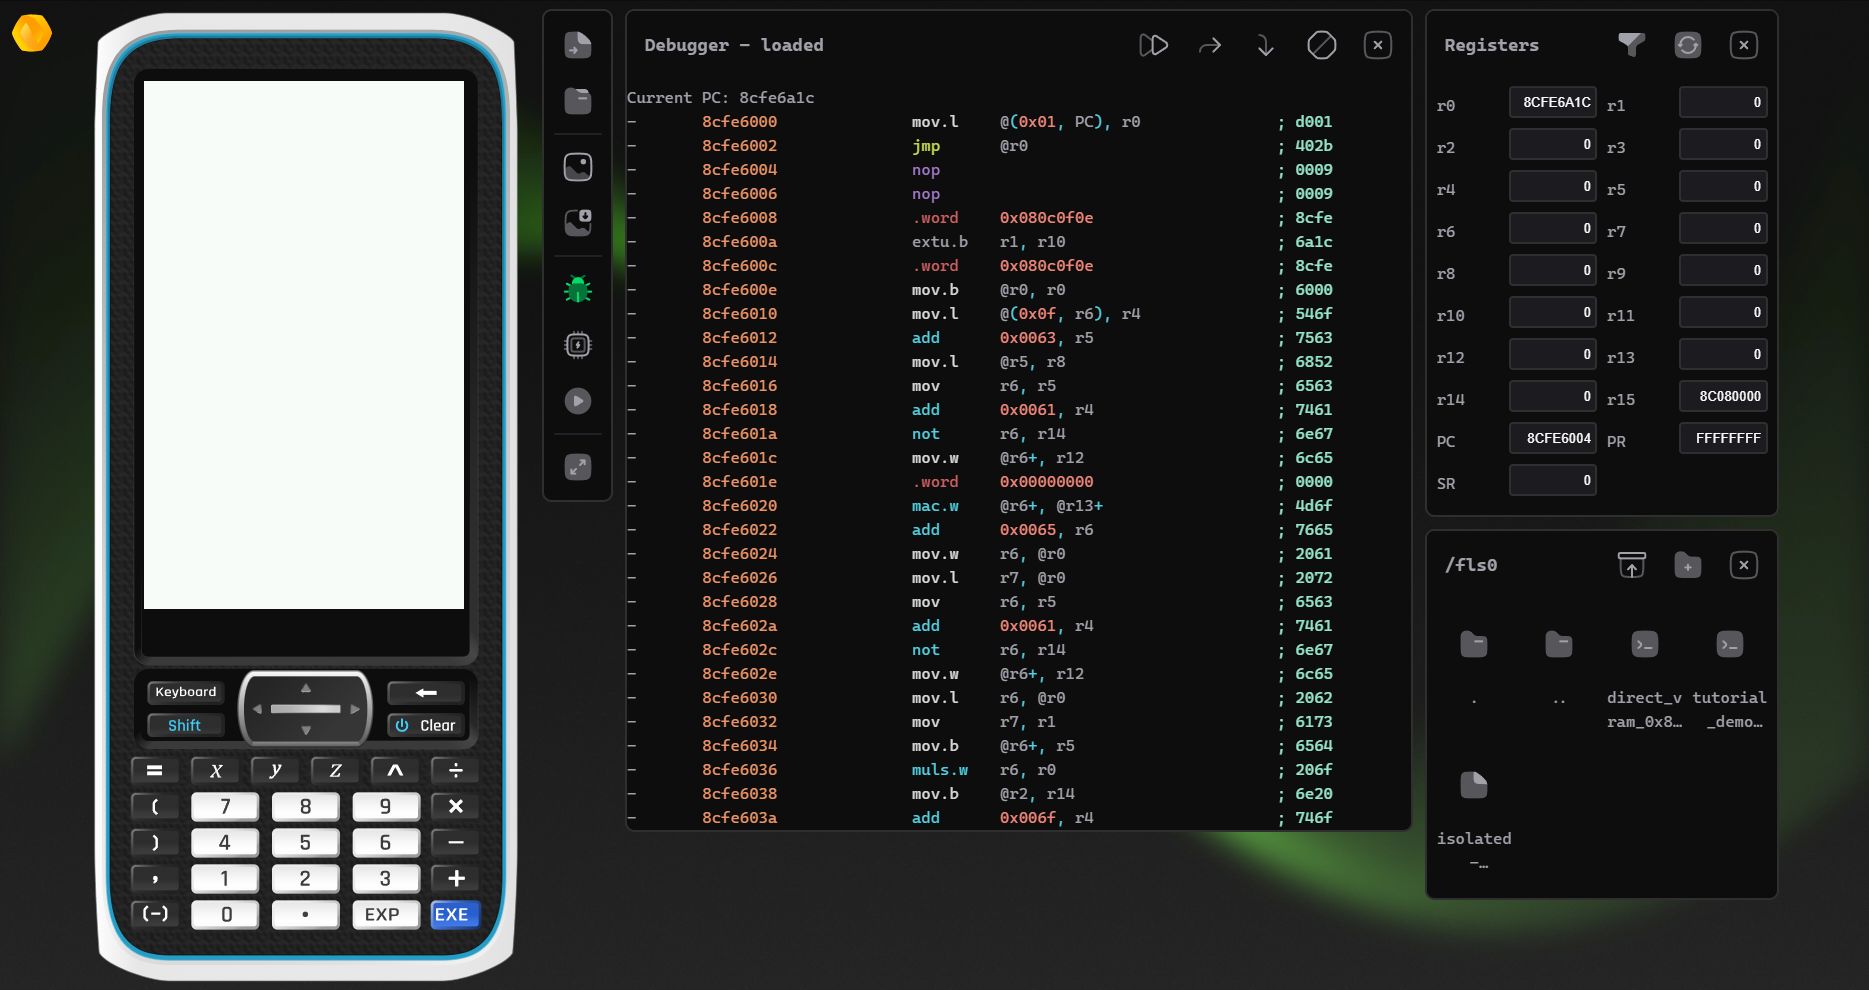 Keyboard
Shift
Clear
= X y Z ^ ÷
( 7 8 9 ×
) 4 5 6 −
, 1 2 3 +
(−) 0 • EXP EXE
Debugger − loaded
Current PC: 8cfe6a1c
− 8cfe6000 mov.l @(0x01, PC), r0 ; d001
− 8cfe6002 jmp @r0 ; 402b
− 8cfe6004 nop ; 0009
− 8cfe6006 nop ; 0009
− 8cfe6008 .word 0x080c0f0e ; 8cfe
− 8cfe600a extu.b r1, r10 ; 6a1c
− 8cfe600c .word 0x080c0f0e ; 8cfe
− 8cfe600e mov.b @r0, r0 ; 6000
− 8cfe6010 mov.l @(0x0f, r6), r4 ; 546f
− 8cfe6012 add 0x0063, r5 ; 7563
− 8cfe6014 mov.l @r5, r8 ; 6852
− 8cfe6016 mov r6, r5 ; 6563
− 8cfe6018 add 0x0061, r4 ; 7461
− 8cfe601a not r6, r14 ; 6e67
− 8cfe601c mov.w @r6+, r12 ; 6c65
− 8cfe601e .word 0x00000000 ; 0000
− 8cfe6020 mac.w @r6+, @r13+ ; 4d6f
− 8cfe6022 add 0x0065, r6 ; 7665
− 8cfe6024 mov.w r6, @r0 ; 2061
− 8cfe6026 mov.l r7, @r0 ; 2072
− 8cfe6028 mov r6, r5 ; 6563
− 8cfe602a add 0x0061, r4 ; 7461
− 8cfe602c not r6, r14 ; 6e67
− 8cfe602e mov.w @r6+, r12 ; 6c65
− 8cfe6030 mov.l r6, @r0 ; 2062
− 8cfe6032 mov r7, r1 ; 6173
− 8cfe6034 mov.b @r6+, r5 ; 6564
− 8cfe6036 muls.w r6, r0 ; 206f
− 8cfe6038 mov.b @r2, r14 ; 6e20
− 8cfe603a add 0x006f, r4 ; 746f
Registers
r0 8CFE6A1C r1 0
r2 0 r3 0
r4 0 r5 0
r6 0 r7 0
r8 0 r9 0
r10 0 r11 0
r12 0 r13 0
r14 0 r15 8C080000
PC 8CFE6004 PR FFFFFFFF
SR 0
/fls0
.
..
direct_v
ram_0x8…
tutorial
_demo…
isolated
−…